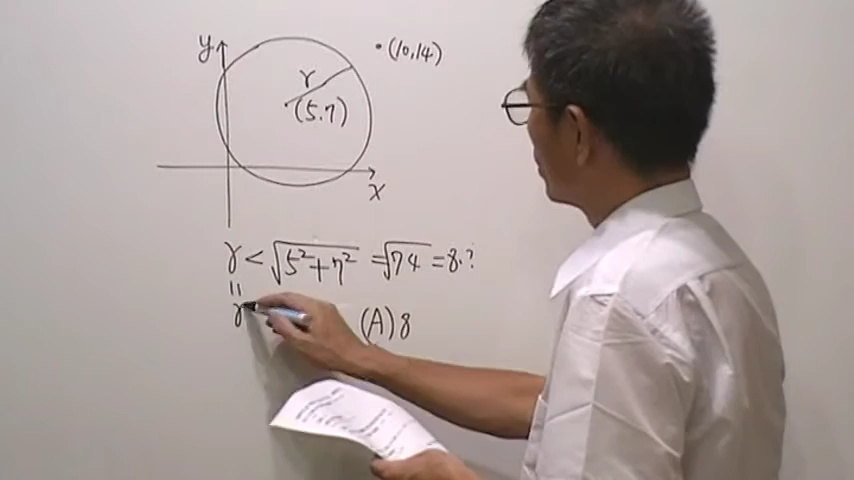 y
·(10,14)
r
(5.7)
x
r < √5²+7² = √74 = 8.?
"
r
(A) 8